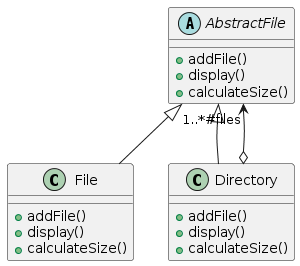 A AbstractFile
addFile()
display()
calculateSize()
1..*#files
C File
C Directory
addFile()
addFile()
display()
display()
calculateSize()
calculateSize()